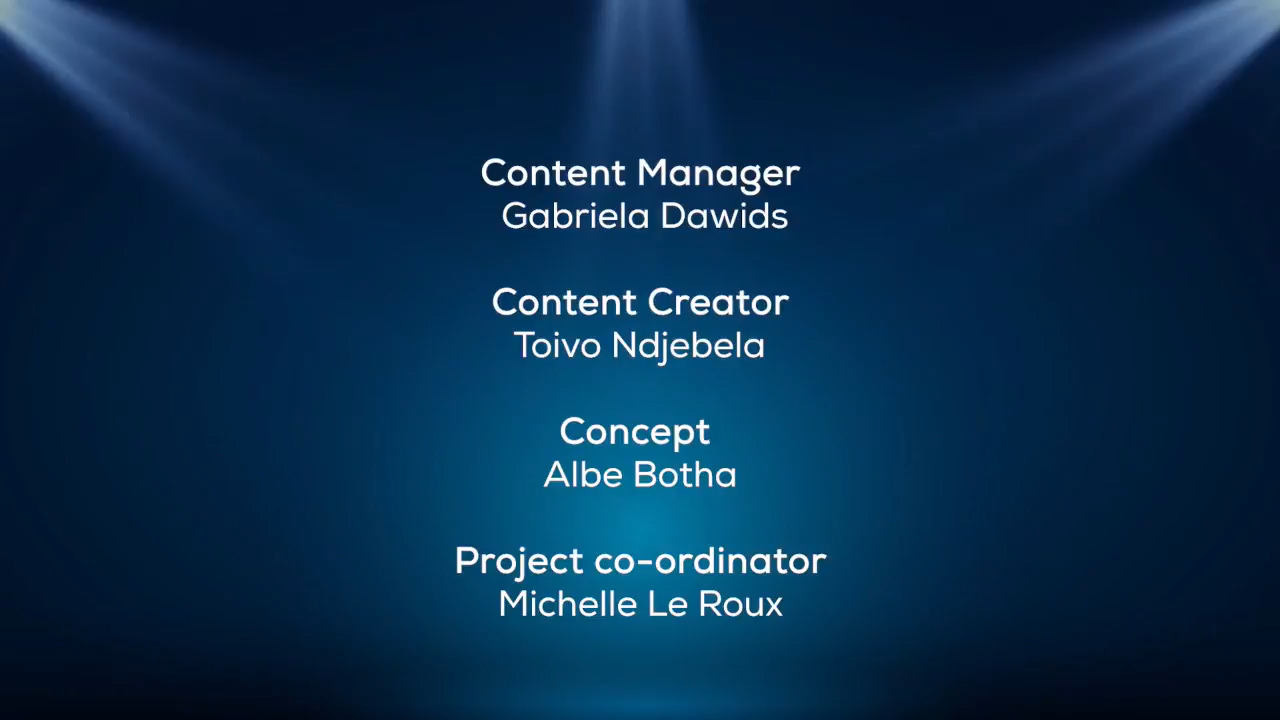 Content Manager
Gabriela Dawids
Content Creator
Toivo Ndjebela
Concept
Albe Botha
Project co-ordinator
Michelle Le Roux